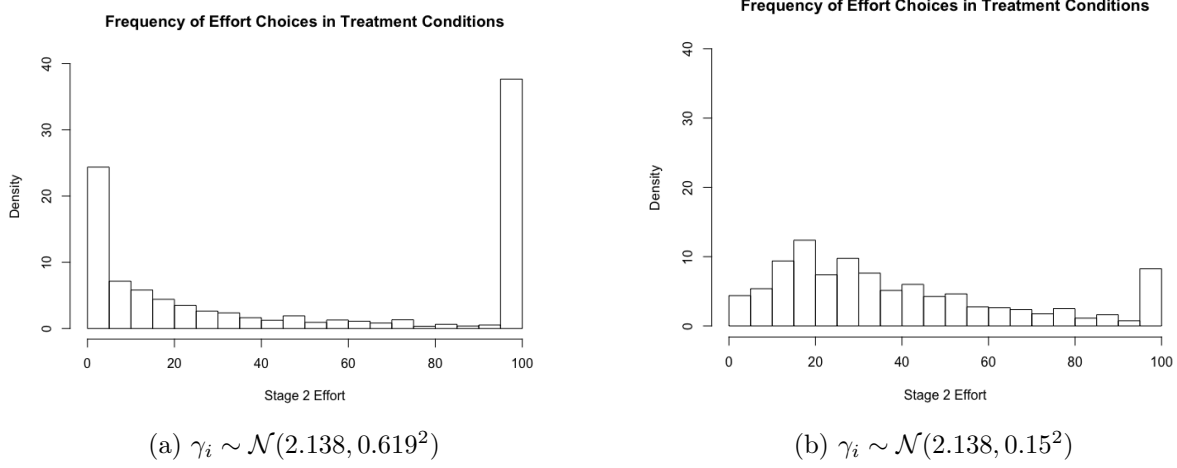 Frequency of Effort Choices in Treatment Conditions
40
30
20
10
0
Density
0 20 40 60 80 100
Stage 2 Effort
(a) γᵢ ∼ 𝒩(2.138, 0.619²)
Frequency of Effort Choices in Treatment Conditions
40
30
20
10
0
Density
0 20 40 60 80 100
Stage 2 Effort
(b) γᵢ ∼ 𝒩(2.138, 0.15²)